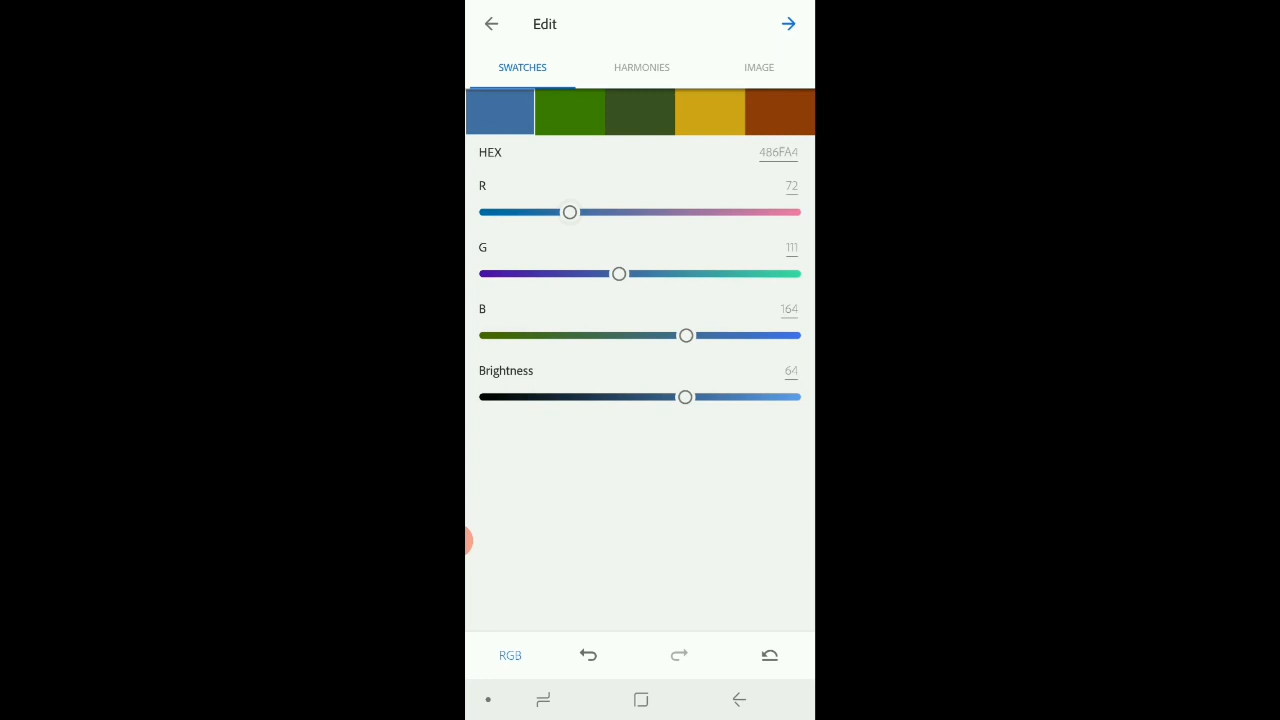 Edit
SWATCHES HARMONIES IMAGE
HEX 486FA4
R 72
G 111
B 164
Brightness 64
RGB